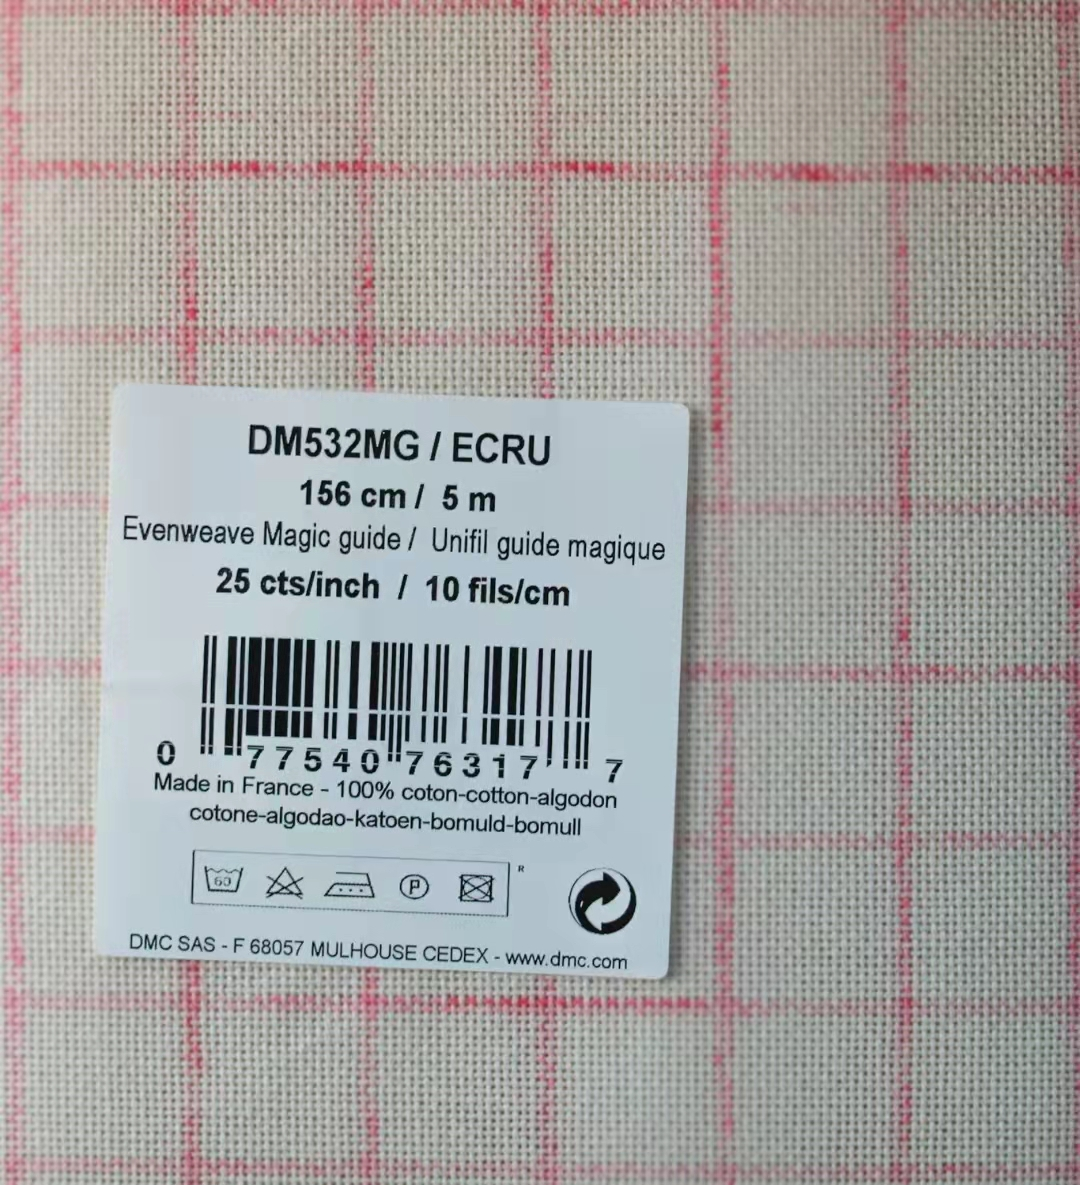 DM532MG / ECRU
156 cm / 5 m
Evenweave Magic guide / Unifil guide magique
25 cts/inch / 10 fils/cm
0 77540 76317 7
Made in France - 100% coton-cotton-algodon
cotone-algodao-katoen-bomuld-bomull
60 P R
DMC SAS - F 68057 MULHOUSE CEDEX - www.dmc.com